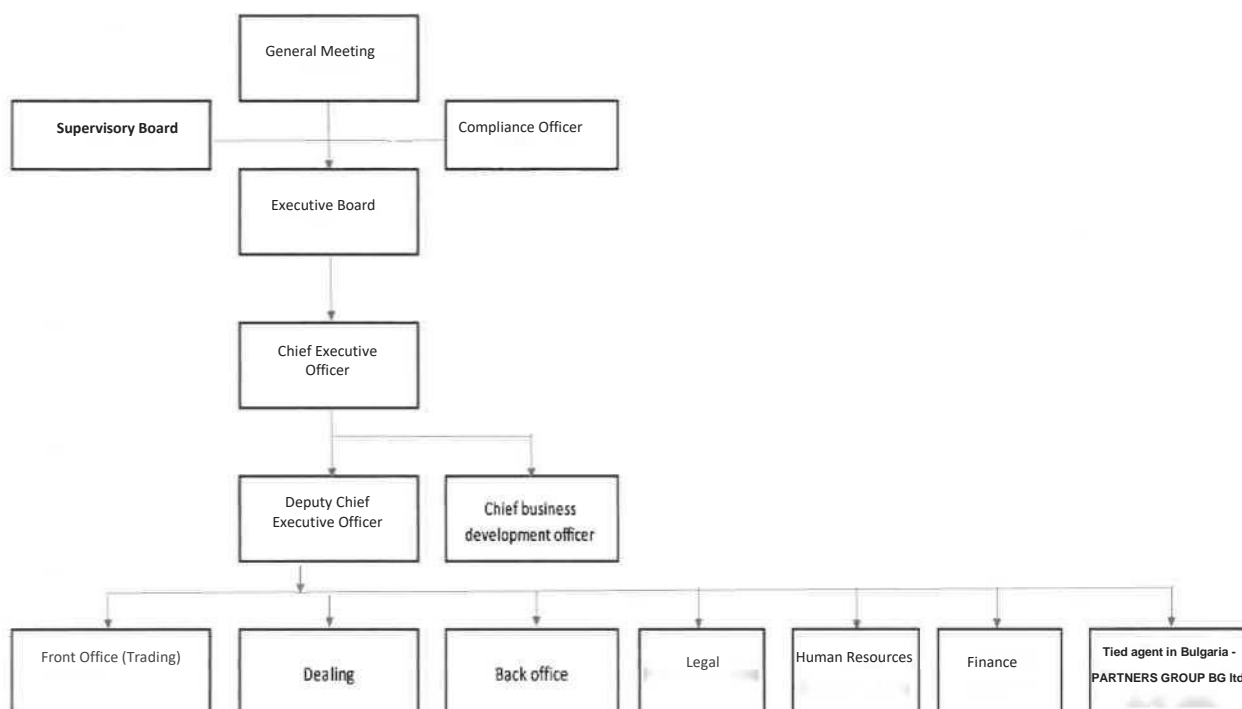 General Meeting
Supervisory Board
Compliance Officer
Executive Board
Chief Executive
Officer
Deputy Chief
Executive Officer
Chief business
development officer
Front Office (Trading)
Dealing
Back office
Legal
Human Resources
Finance
Tied agent in Bulgaria -
PARTNERS GROUP BG ltd